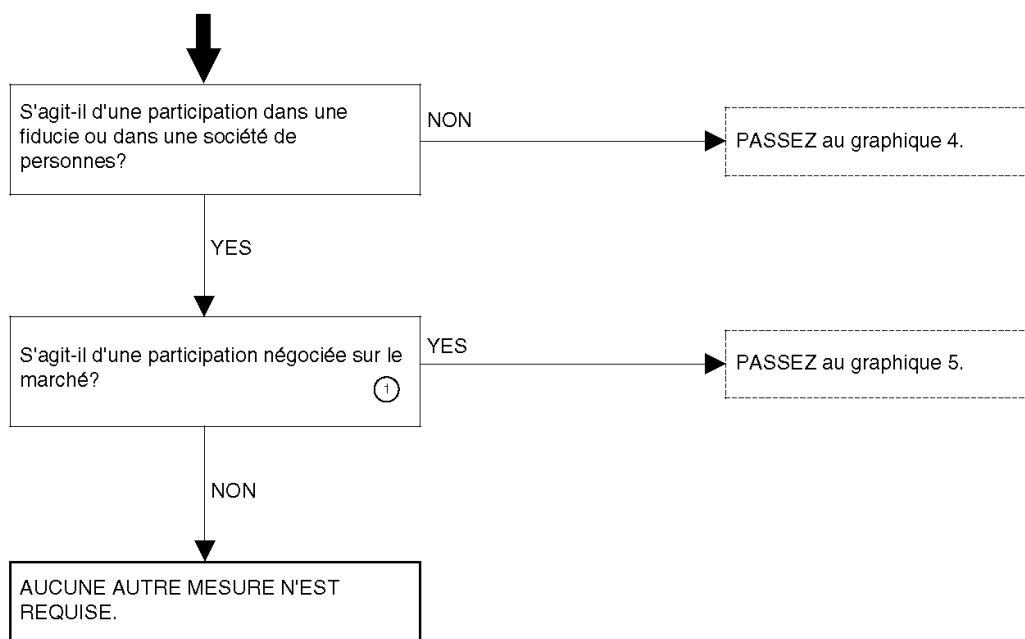 S'agit-il d'une participation dans une
fiducie ou dans une société de
personnes?
NON
PASSEZ au graphique 4.
YES
S'agit-il d'une participation négociée sur le
marché?
1
YES
PASSEZ au graphique 5.
NON
AUCUNE AUTRE MESURE N'EST
REQUISE.